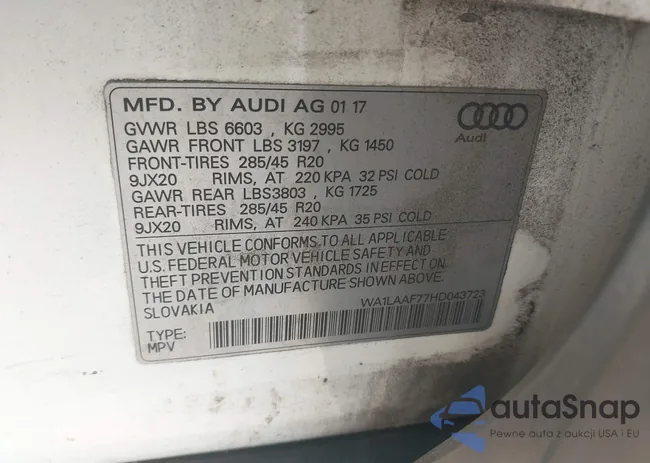 MFD. BY AUDI AG 01 17
Audi
GVWR LBS 6603 , KG 2995
GAWR FRONT LBS 3197 , KG 1450
FRONT-TIRES 285/45 R20
9JX20 RIMS, AT 220 KPA 32 PSI COLD
GAWR REAR LBS3803 , KG 1725
REAR-TIRES 285/45 R20
9JX20 RIMS, AT 240 KPA 35 PSI COLD
THIS VEHICLE CONFORMS TO ALL APPLICABLE
U.S. FEDERAL MOTOR VEHICLE SAFETY AND
THEFT PREVENTION STANDARDS IN EFFECT ON
THE DATE OF MANUFACTURE SHOWN ABOVE.
SLOVAKIA
WA1LAAF77HD043723
TYPE:
MPV
autaSnap
Pewne auta z aukcji USA i EU